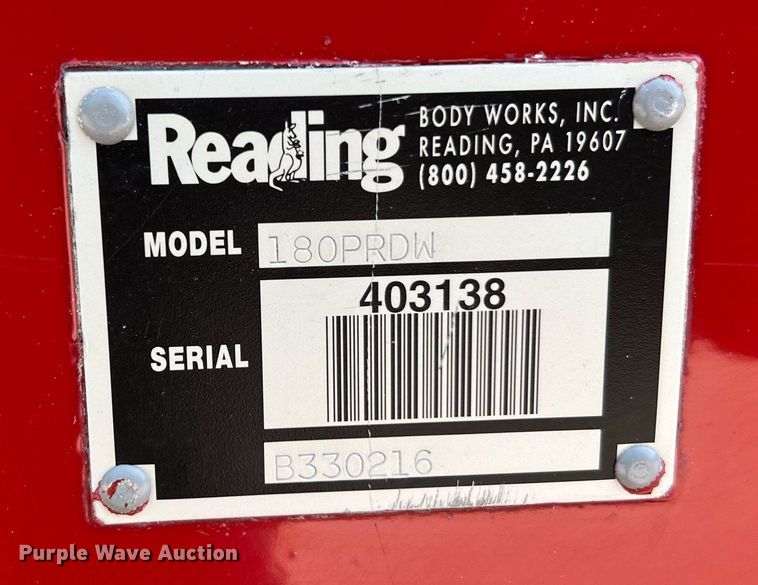 Reading
BODY WORKS, INC.
READING, PA 19607
(800) 458-2226
MODEL 180PRDW
403138
SERIAL
B330216
Purple Wave Auction